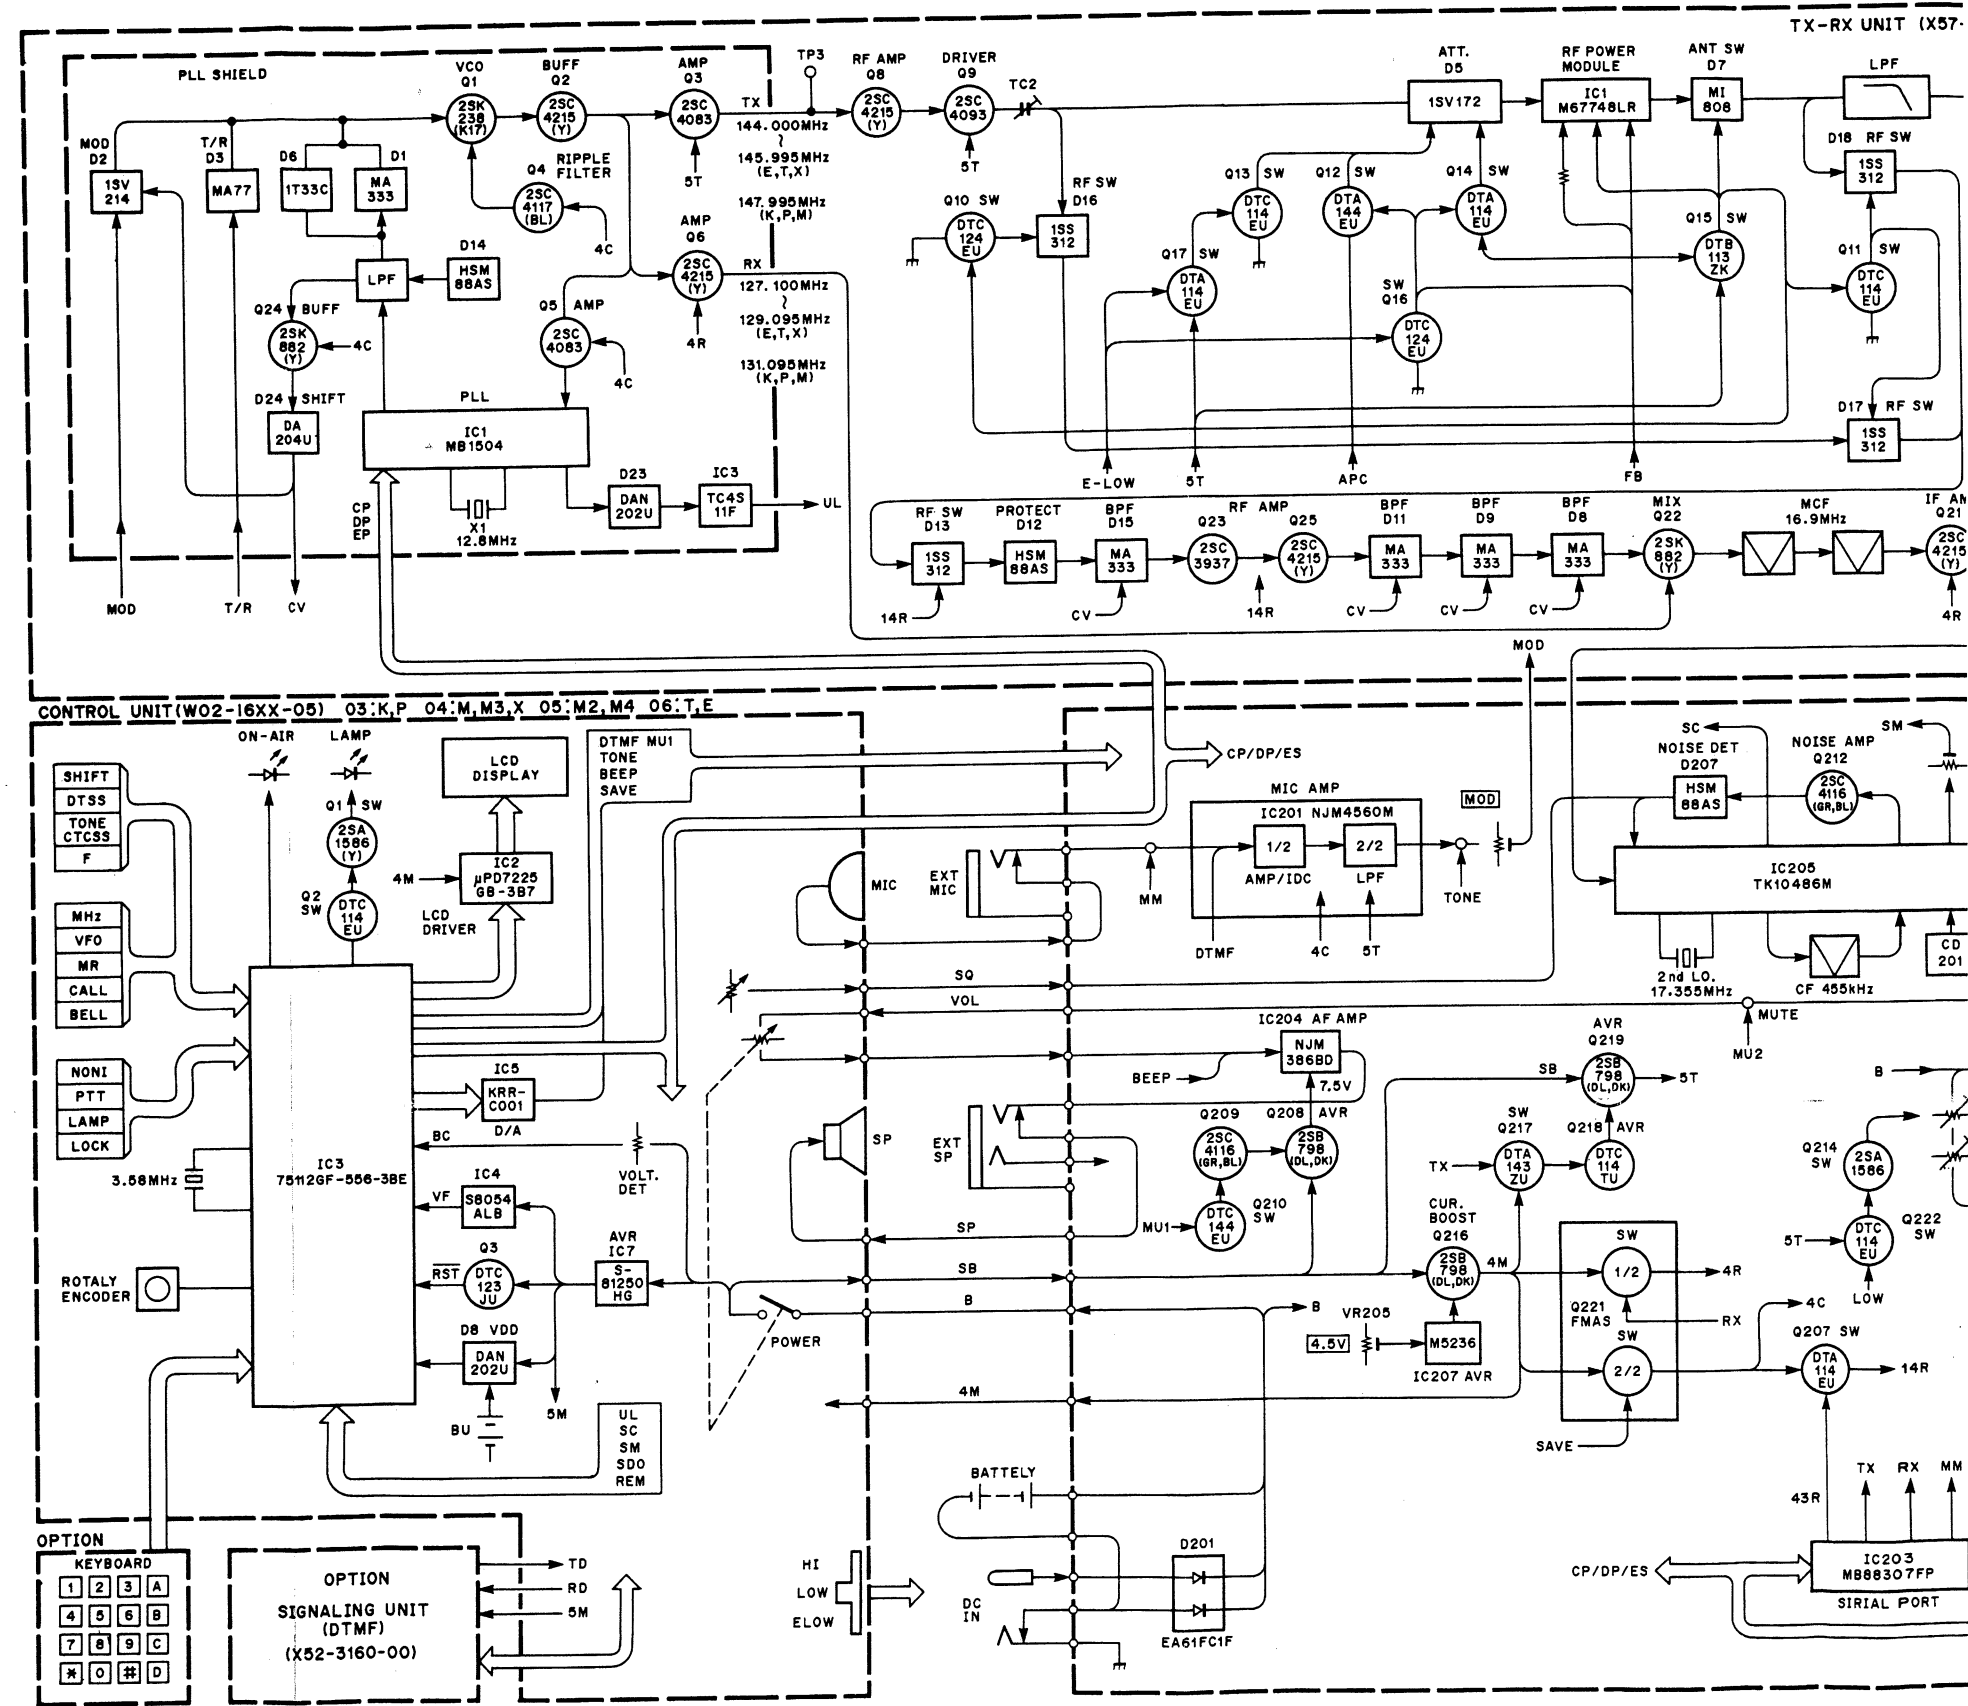 TX-RX UNIT (X57-
PLL SHIELD
VCO
Q1
2SK
238
(K17)
BUFF
Q2
2SC
4215
(Y)
AMP
Q3
2SC
4083
TX
TP3
RF AMP
Q8
2SC
4215
(Y)
DRIVER
Q9
2SC
4093
TC2
ATT.
D5
1SV172
RF POWER
MODULE
IC1
M67748LR
ANT SW
D7
MI
808
LPF
144.000MHz
~
145.995MHz
(E,T,X)
147.995MHz
(K,P,M)
5T
5T
MOD
D2
1SV
214
T/R
D3
MA77
D6
1T33C
D1
MA
333
Q4
RIPPLE
FILTER
2SC
4117
(BL)
4C
AMP
Q6
2SC
4215
(Y)
RX
127.100MHz
~
129.095MHz
(E,T,X)
131.095MHz
(K,P,M)
4R
LPF
D14
HSM
88AS
Q24 BUFF
2SK
882
(Y)
4C
Q5 AMP
2SC
4083
4C
D24 SHIFT
DA
204U
PLL
IC1
MB1504
X1
12.8MHz
D23
DAN
202U
IC3
TC4S
11F
UL
CP
DP
EP
MOD
T/R
CV
Q10 SW
DTC
124
EU
RF SW
D16
1SS
312
Q13 SW
DTC
114
EU
Q12 SW
DTA
144
EU
Q14 SW
DTA
114
EU
Q17 SW
DTA
114
EU
SW
Q16
DTC
124
EU
Q15 SW
DTB
113
ZK
D18 RF SW
1SS
312
Q11 SW
DTC
114
EU
D17 RF SW
1SS
312
E-LOW
5T
APC
FB
RF SW
D13
1SS
312
14R
PROTECT
D12
HSM
88AS
BPF
D15
MA
333
CV
RF AMP
Q23
2SC
3937
Q25
2SC
4215
(Y)
14R
BPF
D11
MA
333
CV
BPF
D9
MA
333
CV
BPF
D8
MA
333
CV
MIX
Q22
2SK
882
(Y)
MCF
16.9MHz
Q21
2SC
4215
(Y)
4R
MOD
CONTROL UNIT(W02-16XX-05) 03:K,P 04:M,M3,X 05:M2,M4 06:T,E
ON-AIR
LAMP
SHIFT
DTSS
TONE
CTCSS
F
MHz
VFO
MR
CALL
BELL
NONI
PTT
LAMP
LOCK
3.58MHz
ROTALY
ENCODER
Q1 SW
2SA
1586
(Y)
Q2
SW
DTC
114
EU
LCD
DISPLAY
4M
IC2
µPD7225
GB-3B7
LCD
DRIVER
DTMF MU1
TONE
BEEP
SAVE
CP/DP/ES
IC3
75112GF-556-3BE
IC5
KRR-
C001
D/A
BC
VOLT.
DET
IC4
S8054
ALB
VF
Q3
DTC
123
JU
RST
AVR
IC7
S-
81250
HG
D8 VDD
DAN
202U
BU
5M
POWER
UL
SC
SM
SDO
REM
MIC
EXT
MIC
SQ
VOL
SP
EXT
SP
SP
SB
B
4M
MIC AMP
IC201 NJM4560M
1/2
2/2
AMP/IDC
LPF
MM
DTMF
4C
5T
TONE
MOD
SC
NOISE DET
D207
HSM
88AS
NOISE AMP
Q212
2SC
4116
(GR,BL)
SM
IC205
TK10486M
2nd LO.
17.355MHz
CF 455kHz
CD
201
MUTE
MU2
IC204 AF AMP
NJM
386BD
BEEP
7.5V
Q209
2SC
4116
(GR,BL)
Q208 AVR
2SB
798
(DL,DK)
MU1
DTC
144
EU
Q210
SW
AVR
Q219
2SB
798
(DL,DK)
SB
5T
SW
Q217
DTA
143
ZU
TX
Q218 AVR
DTC
114
TU
CUR.
BOOST
Q216
2SB
798
(DL,DK)
4M
SW
1/2
4R
Q221
FMAS
RX
SW
2/2
SAVE
VR205
4.5V
M5236
IC207 AVR
B
B
Q214
SW
2SA
1586
5T
DTC
114
EU
Q222
SW
LOW
4C
Q207 SW
DTA
114
EU
14R
43R
TX
RX
MM
CP/DP/ES
IC203
MB88307FP
SIRIAL PORT
BATTELY
D201
EA61FC1F
DC
IN
HI
LOW
ELOW
OPTION
KEYBOARD
1 2 3 A
4 5 6 B
7 8 9 C
* 0 # D
OPTION
SIGNALING UNIT
(DTMF)
(X52-3160-00)
TD
RD
5M